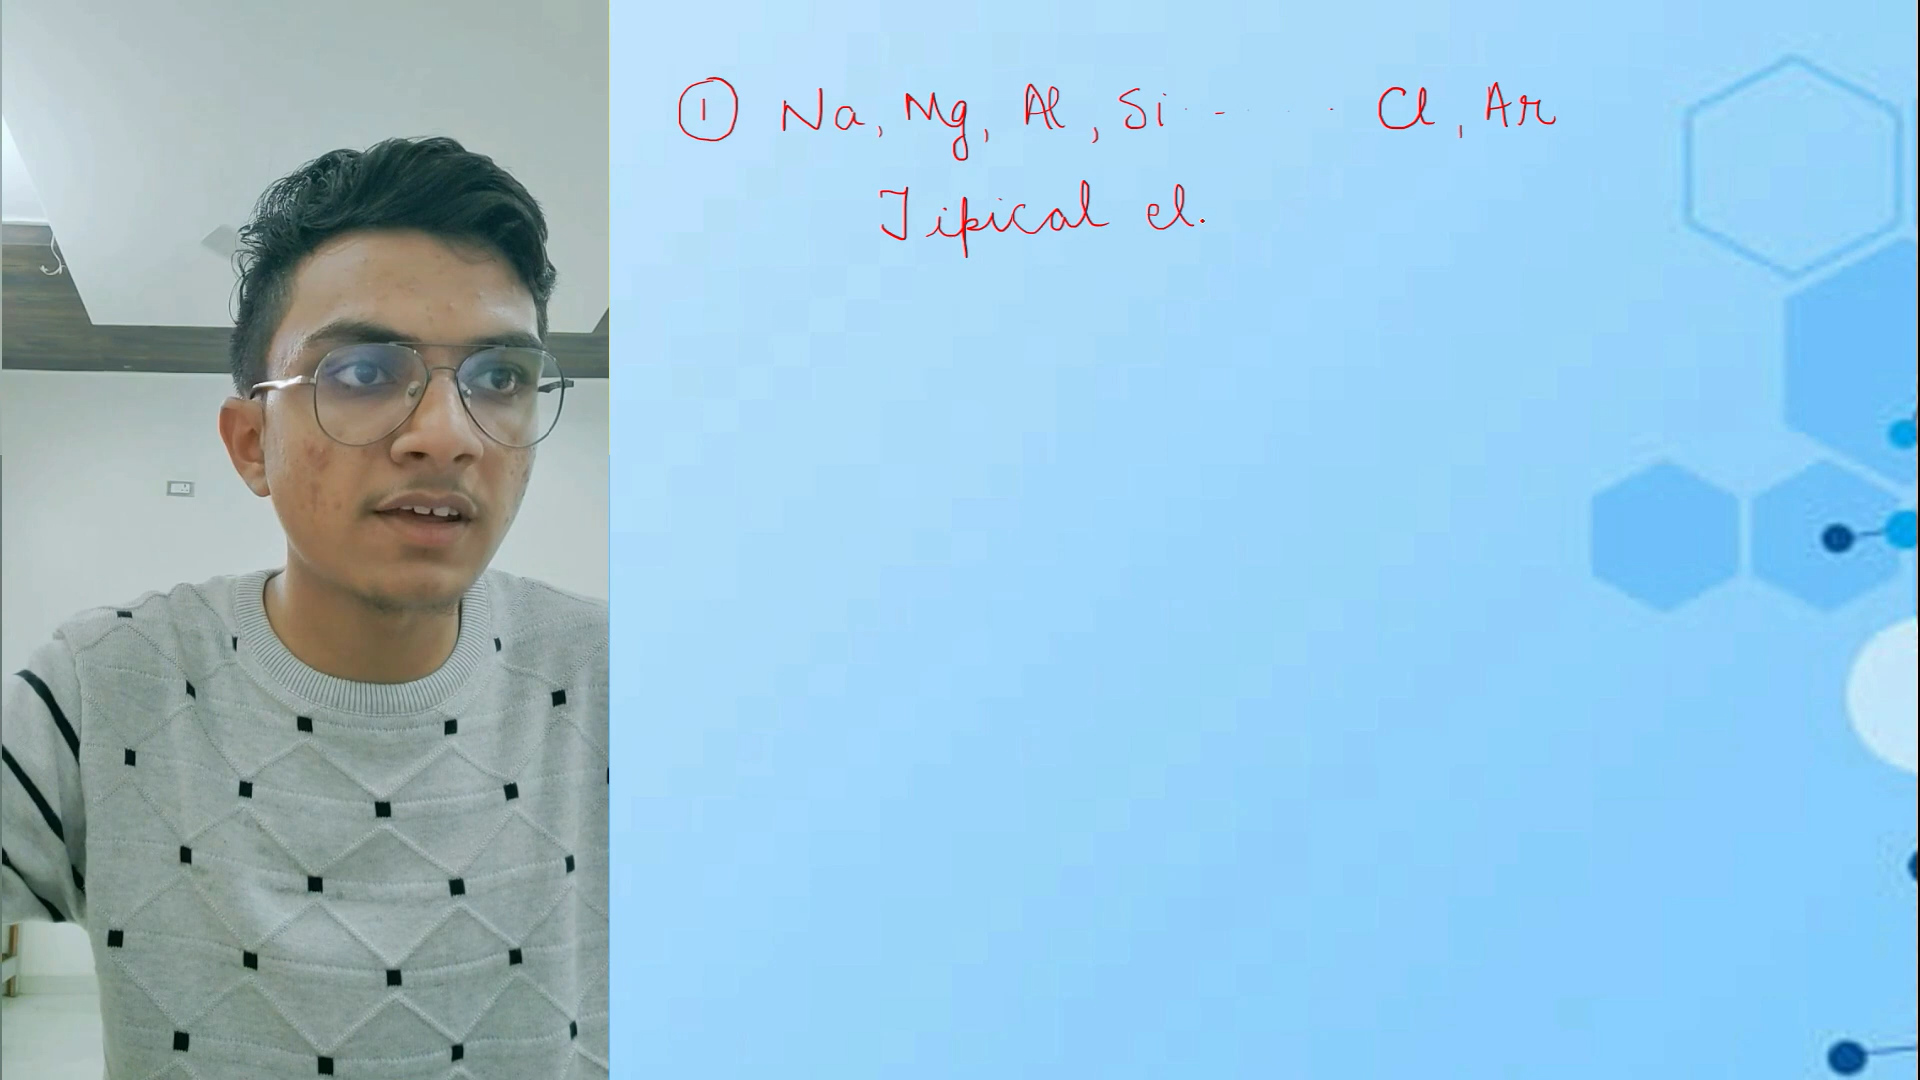 ① Na, Mg, Al, Si ..... Cl, Ar
Tipical el.